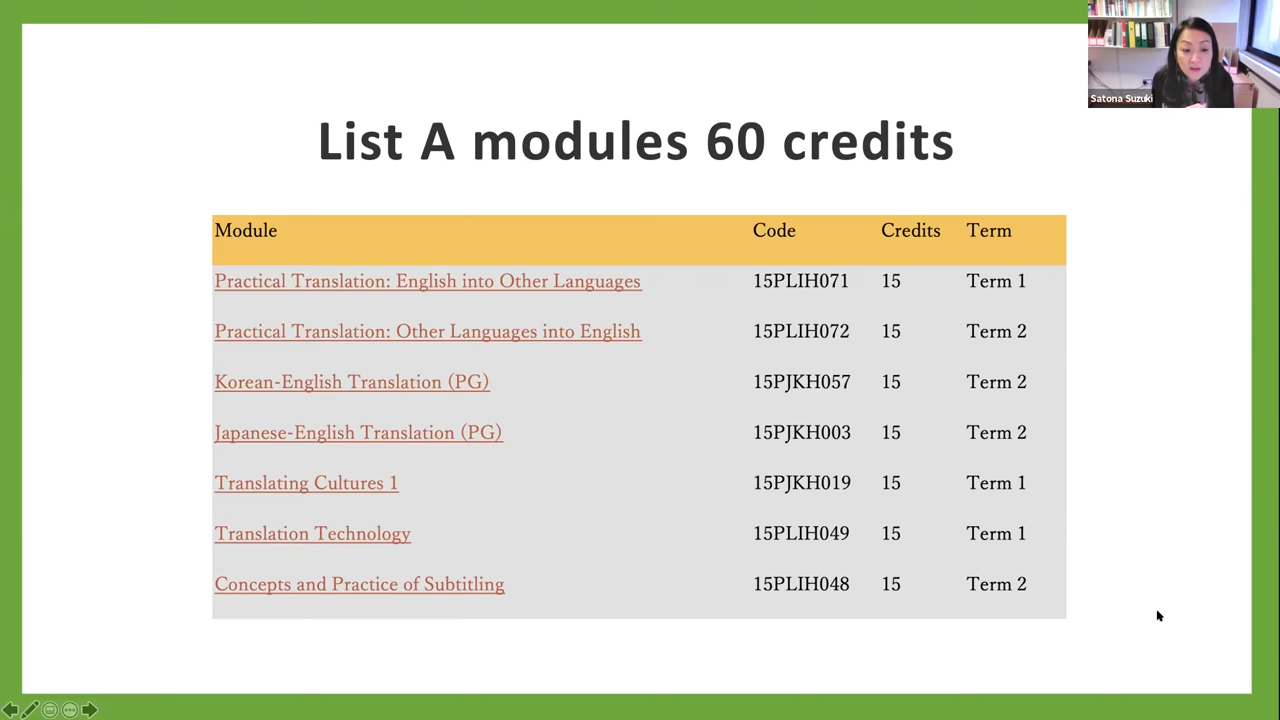 Satona Suzuki
List A modules 60 credits
Module Code Credits Term
Practical Translation: English into Other Languages 15PLIH071 15 Term 1
Practical Translation: Other Languages into English 15PLIH072 15 Term 2
Korean-English Translation (PG) 15PJKH057 15 Term 2
Japanese-English Translation (PG) 15PJKH003 15 Term 2
Translating Cultures 1 15PJKH019 15 Term 1
Translation Technology 15PLIH049 15 Term 1
Concepts and Practice of Subtitling 15PLIH048 15 Term 2